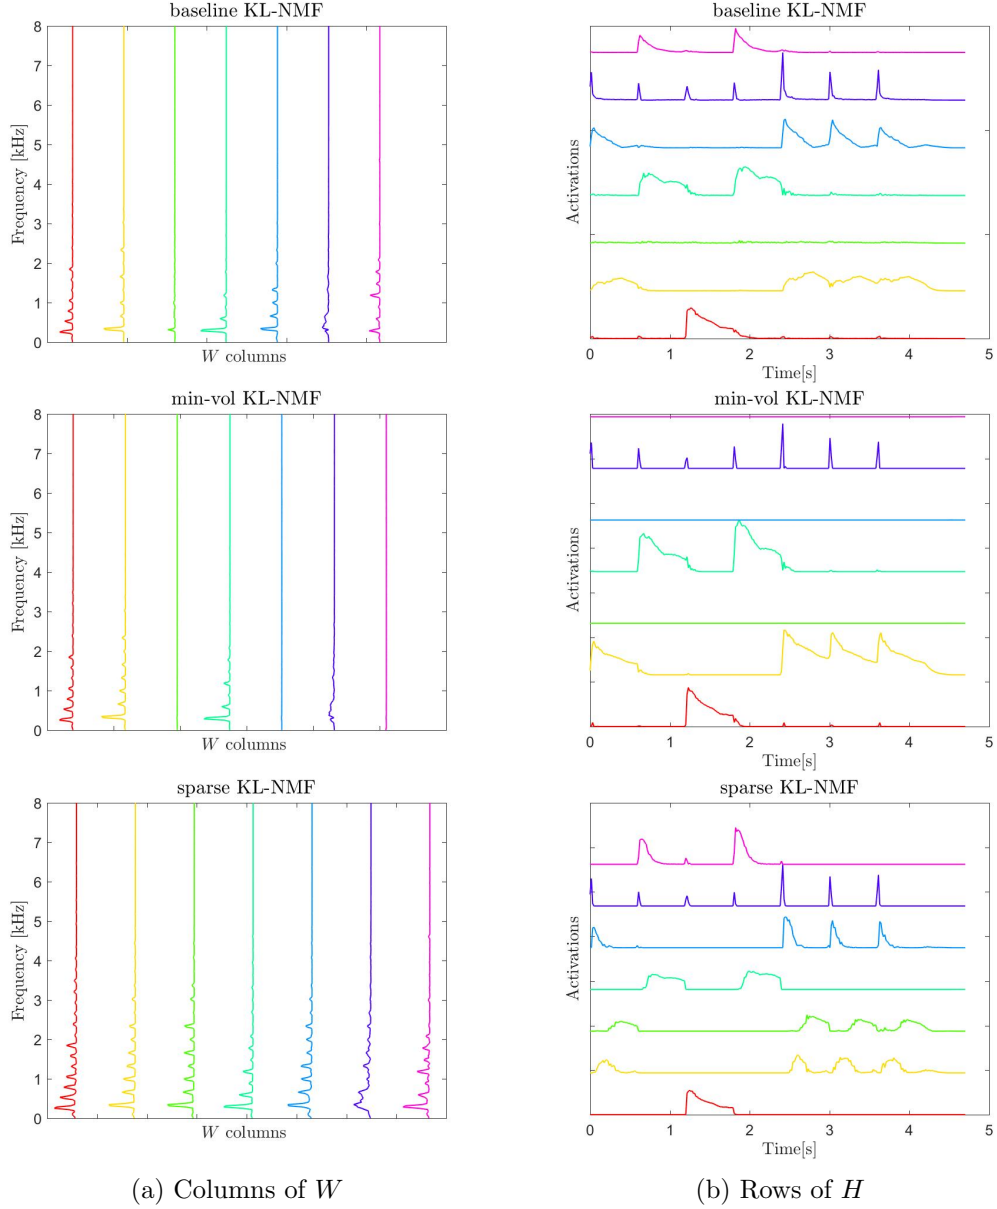 baseline KL-NMF
8
7
6
5
4
3
2
1
0
Frequency [kHz]
W columns
baseline KL-NMF
Activations
0 1 2 3 4 5
Time[s]
min-vol KL-NMF
8
7
6
5
4
3
2
1
0
Frequency [kHz]
W columns
min-vol KL-NMF
Activations
0 1 2 3 4 5
Time[s]
sparse KL-NMF
8
7
6
5
4
3
2
1
0
Frequency [kHz]
W columns
sparse KL-NMF
Activations
0 1 2 3 4 5
Time[s]
(a) Columns of W
(b) Rows of H